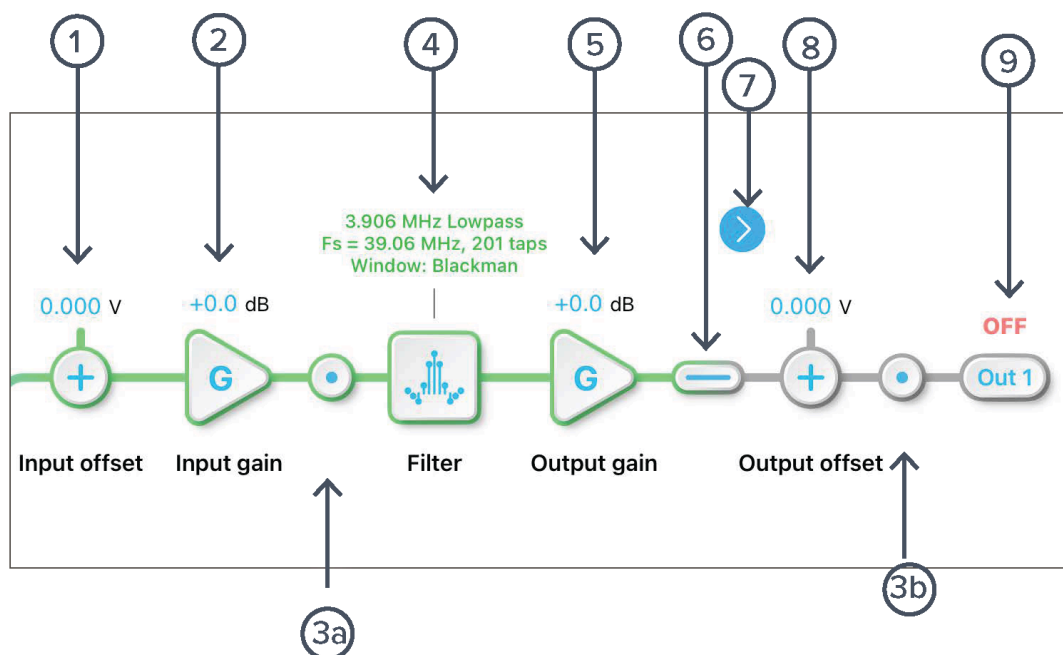 1
2
4
5
6
7
8
9
3.906 MHz Lowpass
Fs = 39.06 MHz, 201 taps
Window: Blackman
0.000 V
+0.0 dB
+0.0 dB
0.000 V
OFF
G
G
Out 1
Input offset
Input gain
Filter
Output gain
Output offset
3a
3b